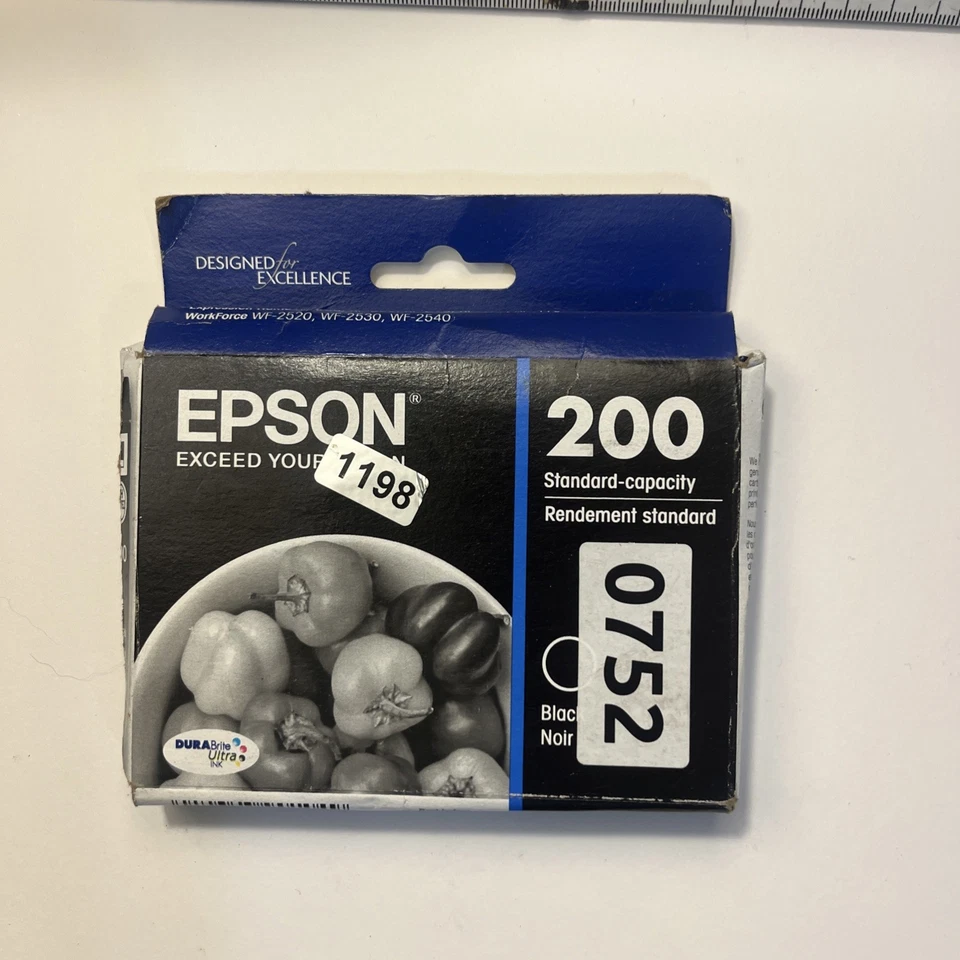 DESIGNED for
EXCELLENCE
WorkForce WF-2520, WF-2530, WF-2540
EPSON®
EXCEED YOUR
1198
200
Standard-capacity
Rendement standard
0752
Noir
DURABrite
Ultra
INK